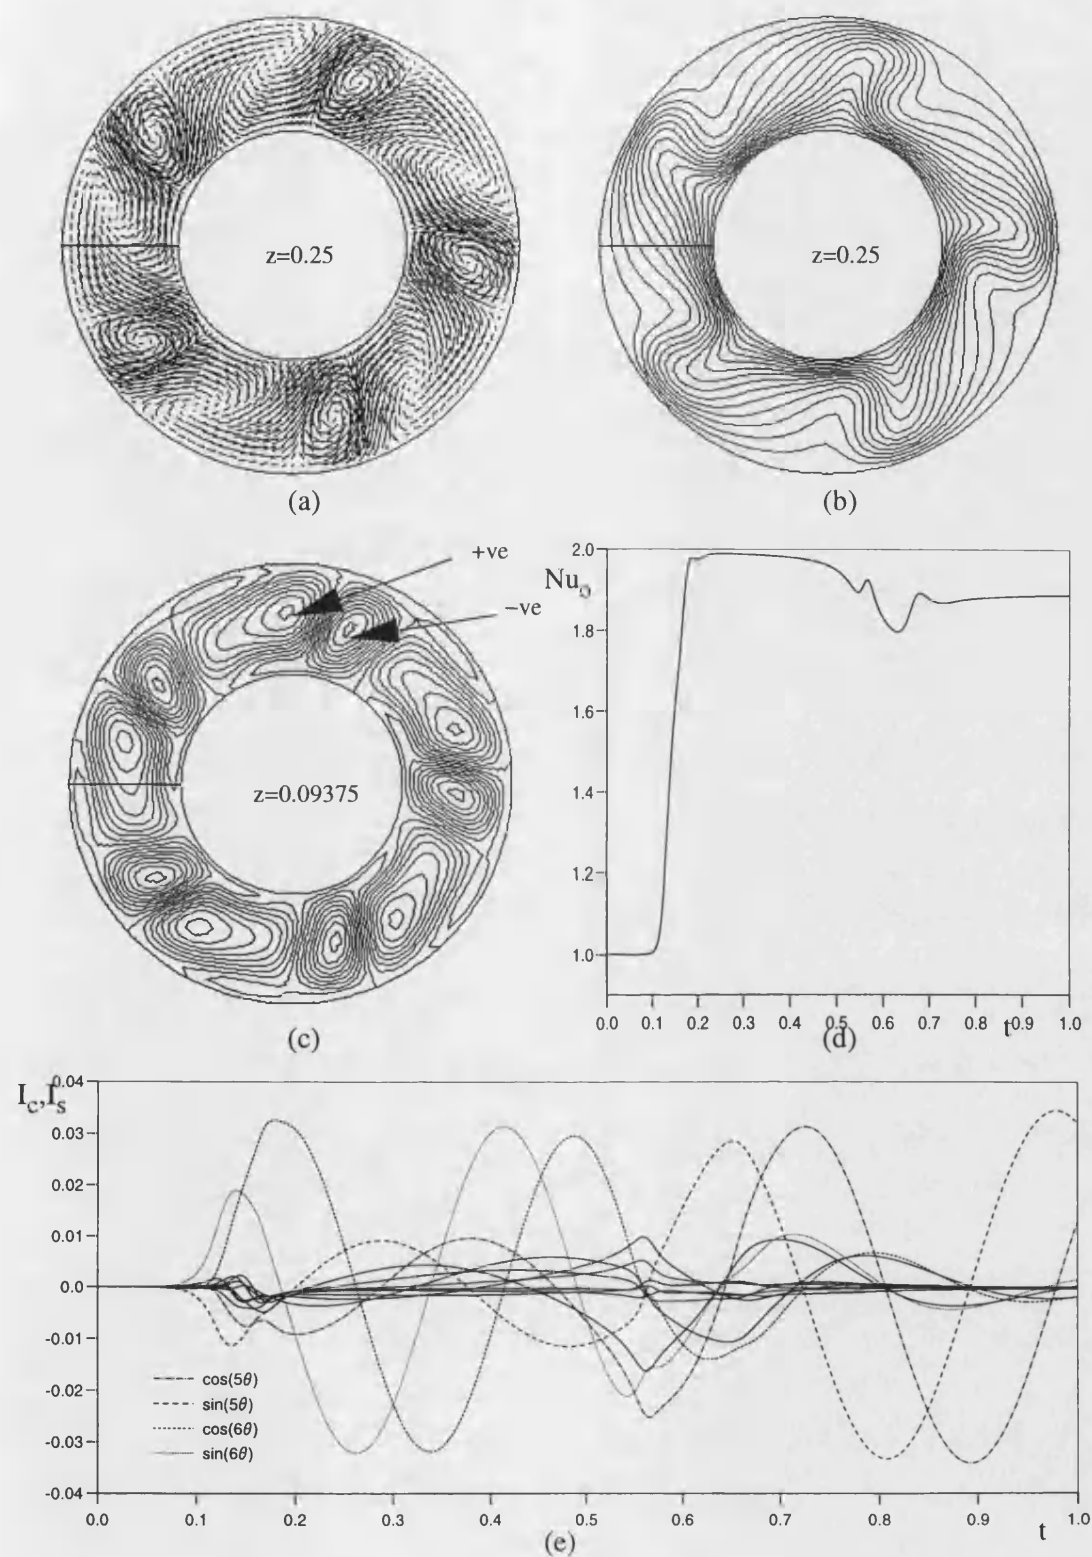 z=0.25
z=0.25
(a)
(b)
+ve
−ve
z=0.09375
(c)
Nu
2.0
1.8
1.6
1.4
1.2
1.0
0.0 0.1 0.2 0.3 0.4 0.5 0.6 0.7 0.8 0.9 1.0
t
(d)
I_c,I_s
0.04
0.03
0.02
0.01
0.0
-0.01
-0.02
-0.03
-0.04
cos(5θ)
sin(5θ)
cos(6θ)
sin(6θ)
0.0 0.1 0.2 0.3 0.4 0.5 0.6 0.7 0.8 0.9 1.0
t
(e)